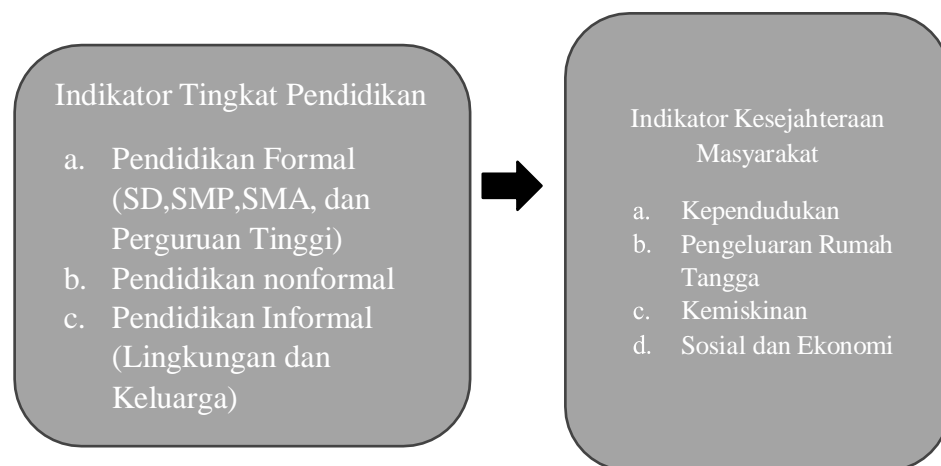 Indikator Tingkat Pendidikan
a. Pendidikan Formal
(SD,SMP,SMA, dan
Perguruan Tinggi)
b. Pendidikan nonformal
c. Pendidikan Informal
(Lingkungan dan
Keluarga)
Indikator Kesejahteraan
Masyarakat
a. Kependudukan
b. Pengeluaran Rumah
Tangga
c. Kemiskinan
d. Sosial dan Ekonomi